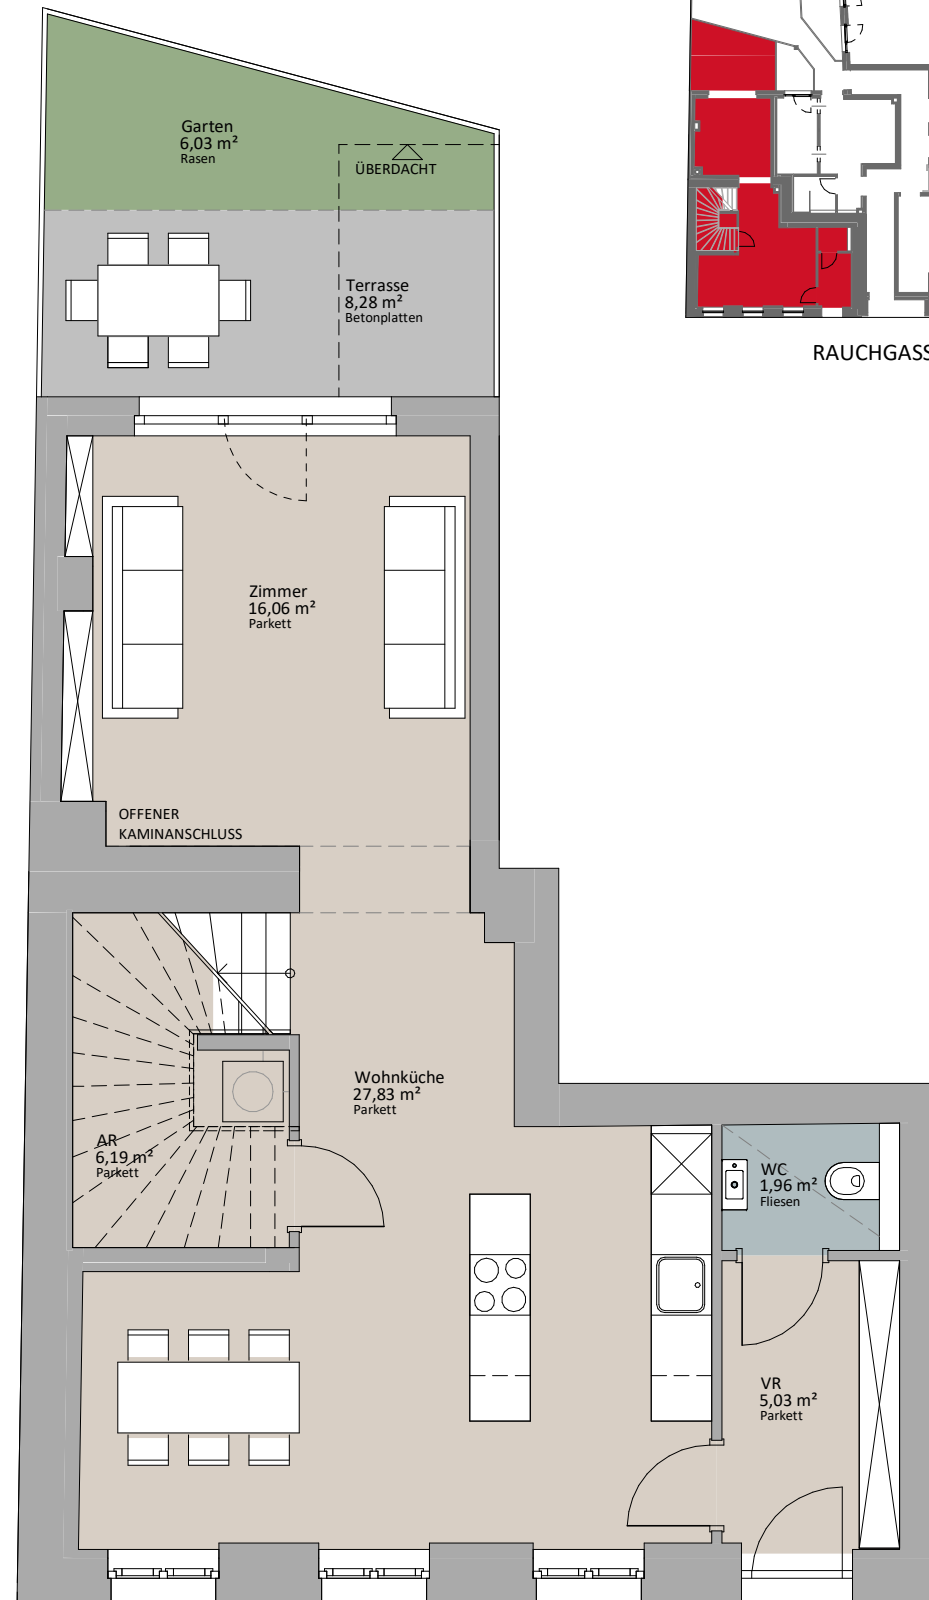 Garten
6,03 m²
Rasen
ÜBERDACHT
Terrasse
8,28 m²
Betonplatten
RAUCHGASS
Zimmer
16,06 m²
Parkett
OFFENER
KAMINANSCHLUSS
Wohnküche
27,83 m²
Parkett
AR
6,19 m²
Parkett
WC
1,96 m²
Fliesen
VR
5,03 m²
Parkett